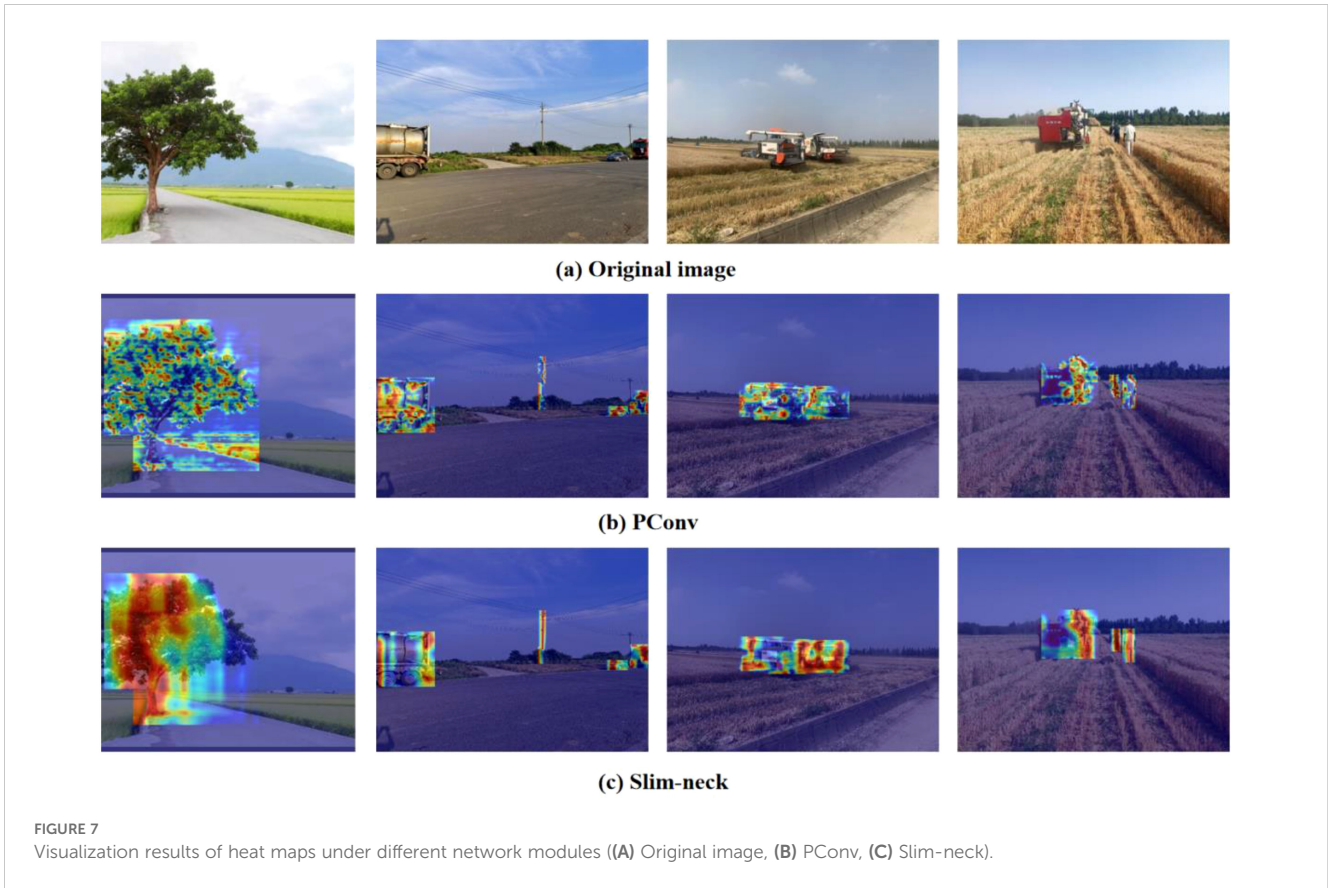 (a) Original image
(b) PConv
(c) Slim-neck
FIGURE 7
Visualization results of heat maps under different network modules ((A) Original image, (B) PConv, (C) Slim-neck).